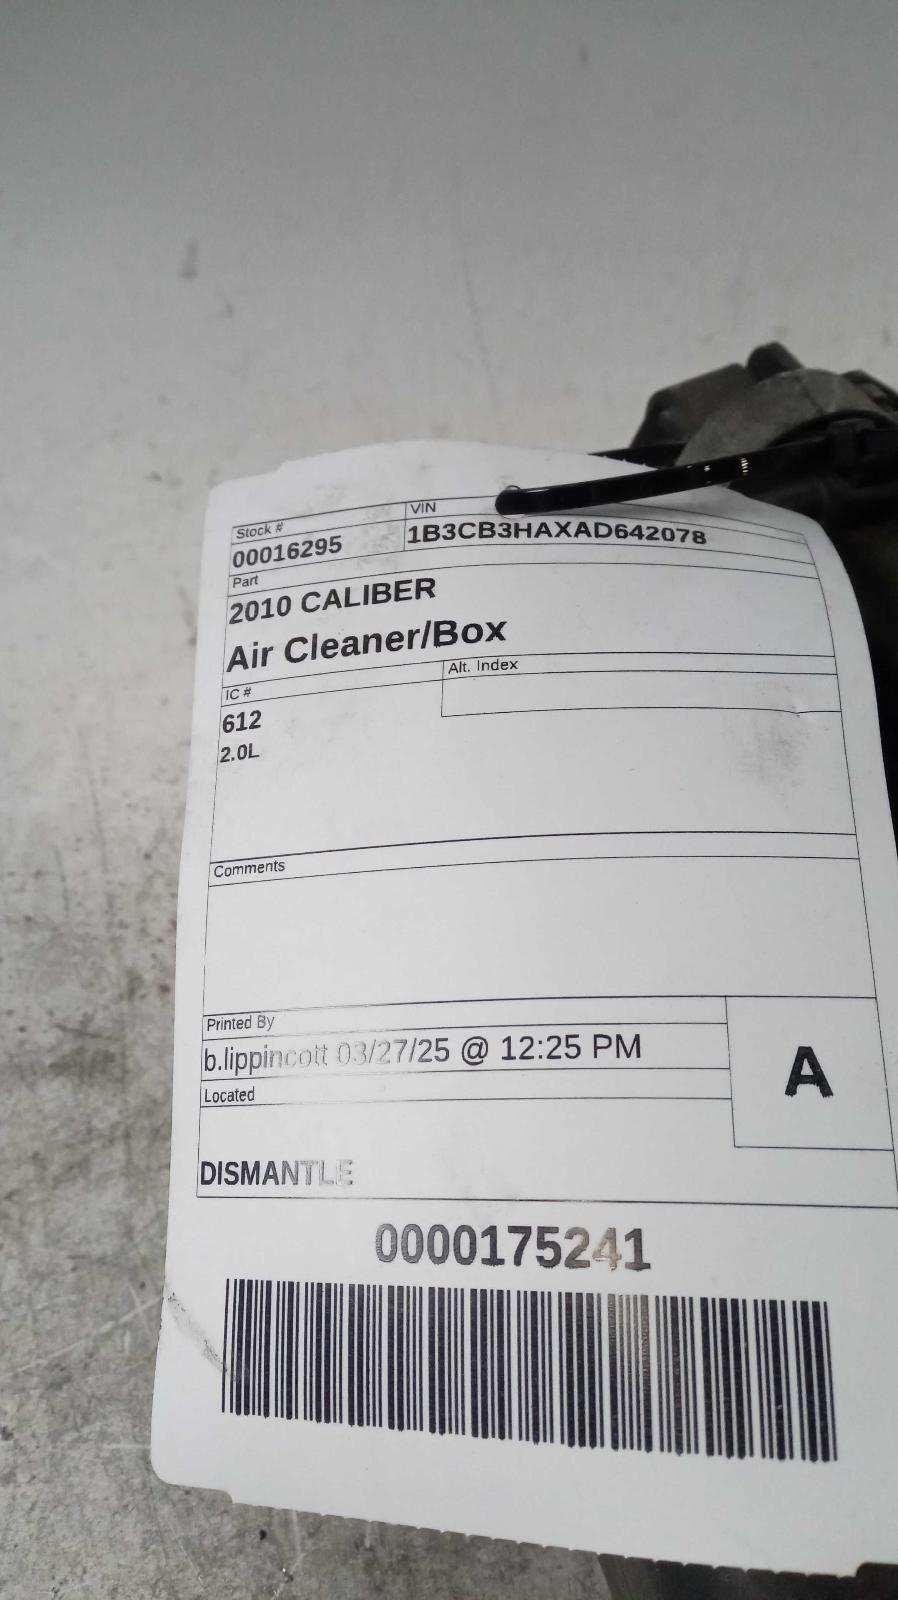 Stock #
VIN
00016295
1B3CB3HAXAD642078
Part
2010 CALIBER
Air Cleaner/Box
IC #
Alt. Index
612
2.0L
Comments
Printed By
b.lippincott 03/27/25 @ 12:25 PM
A
Located
DISMANTLE
0000175241